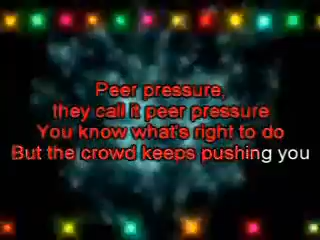 Peer pressure,
they call it peer pressure
You know what's right to do
But the crowd keeps pushing you